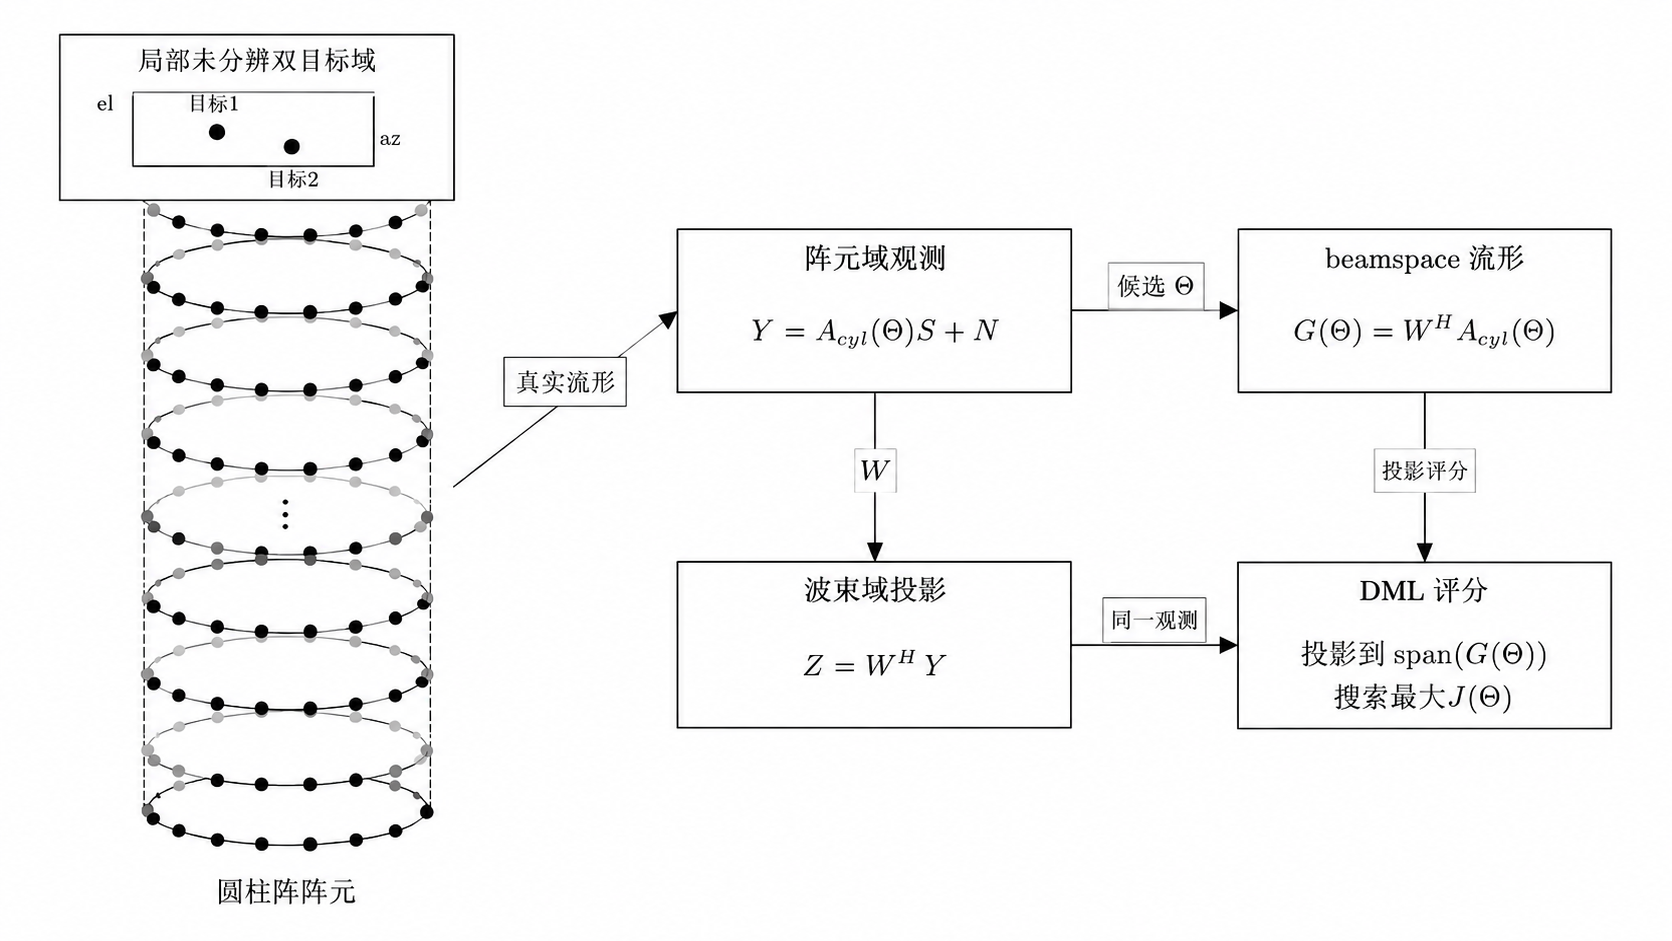 局部未分辨双目标域
el
目标1
az
目标2
圆柱阵阵元
真实流形
阵元域观测
Y = A_{cyl}(Θ)S + N
候选 Θ
beamspace 流形
G(Θ) = W^H A_{cyl}(Θ)
W
投影评分
波束域投影
Z = W^H Y
同一观测
DML 评分
投影到 span(G(Θ))
搜索最大J(Θ)